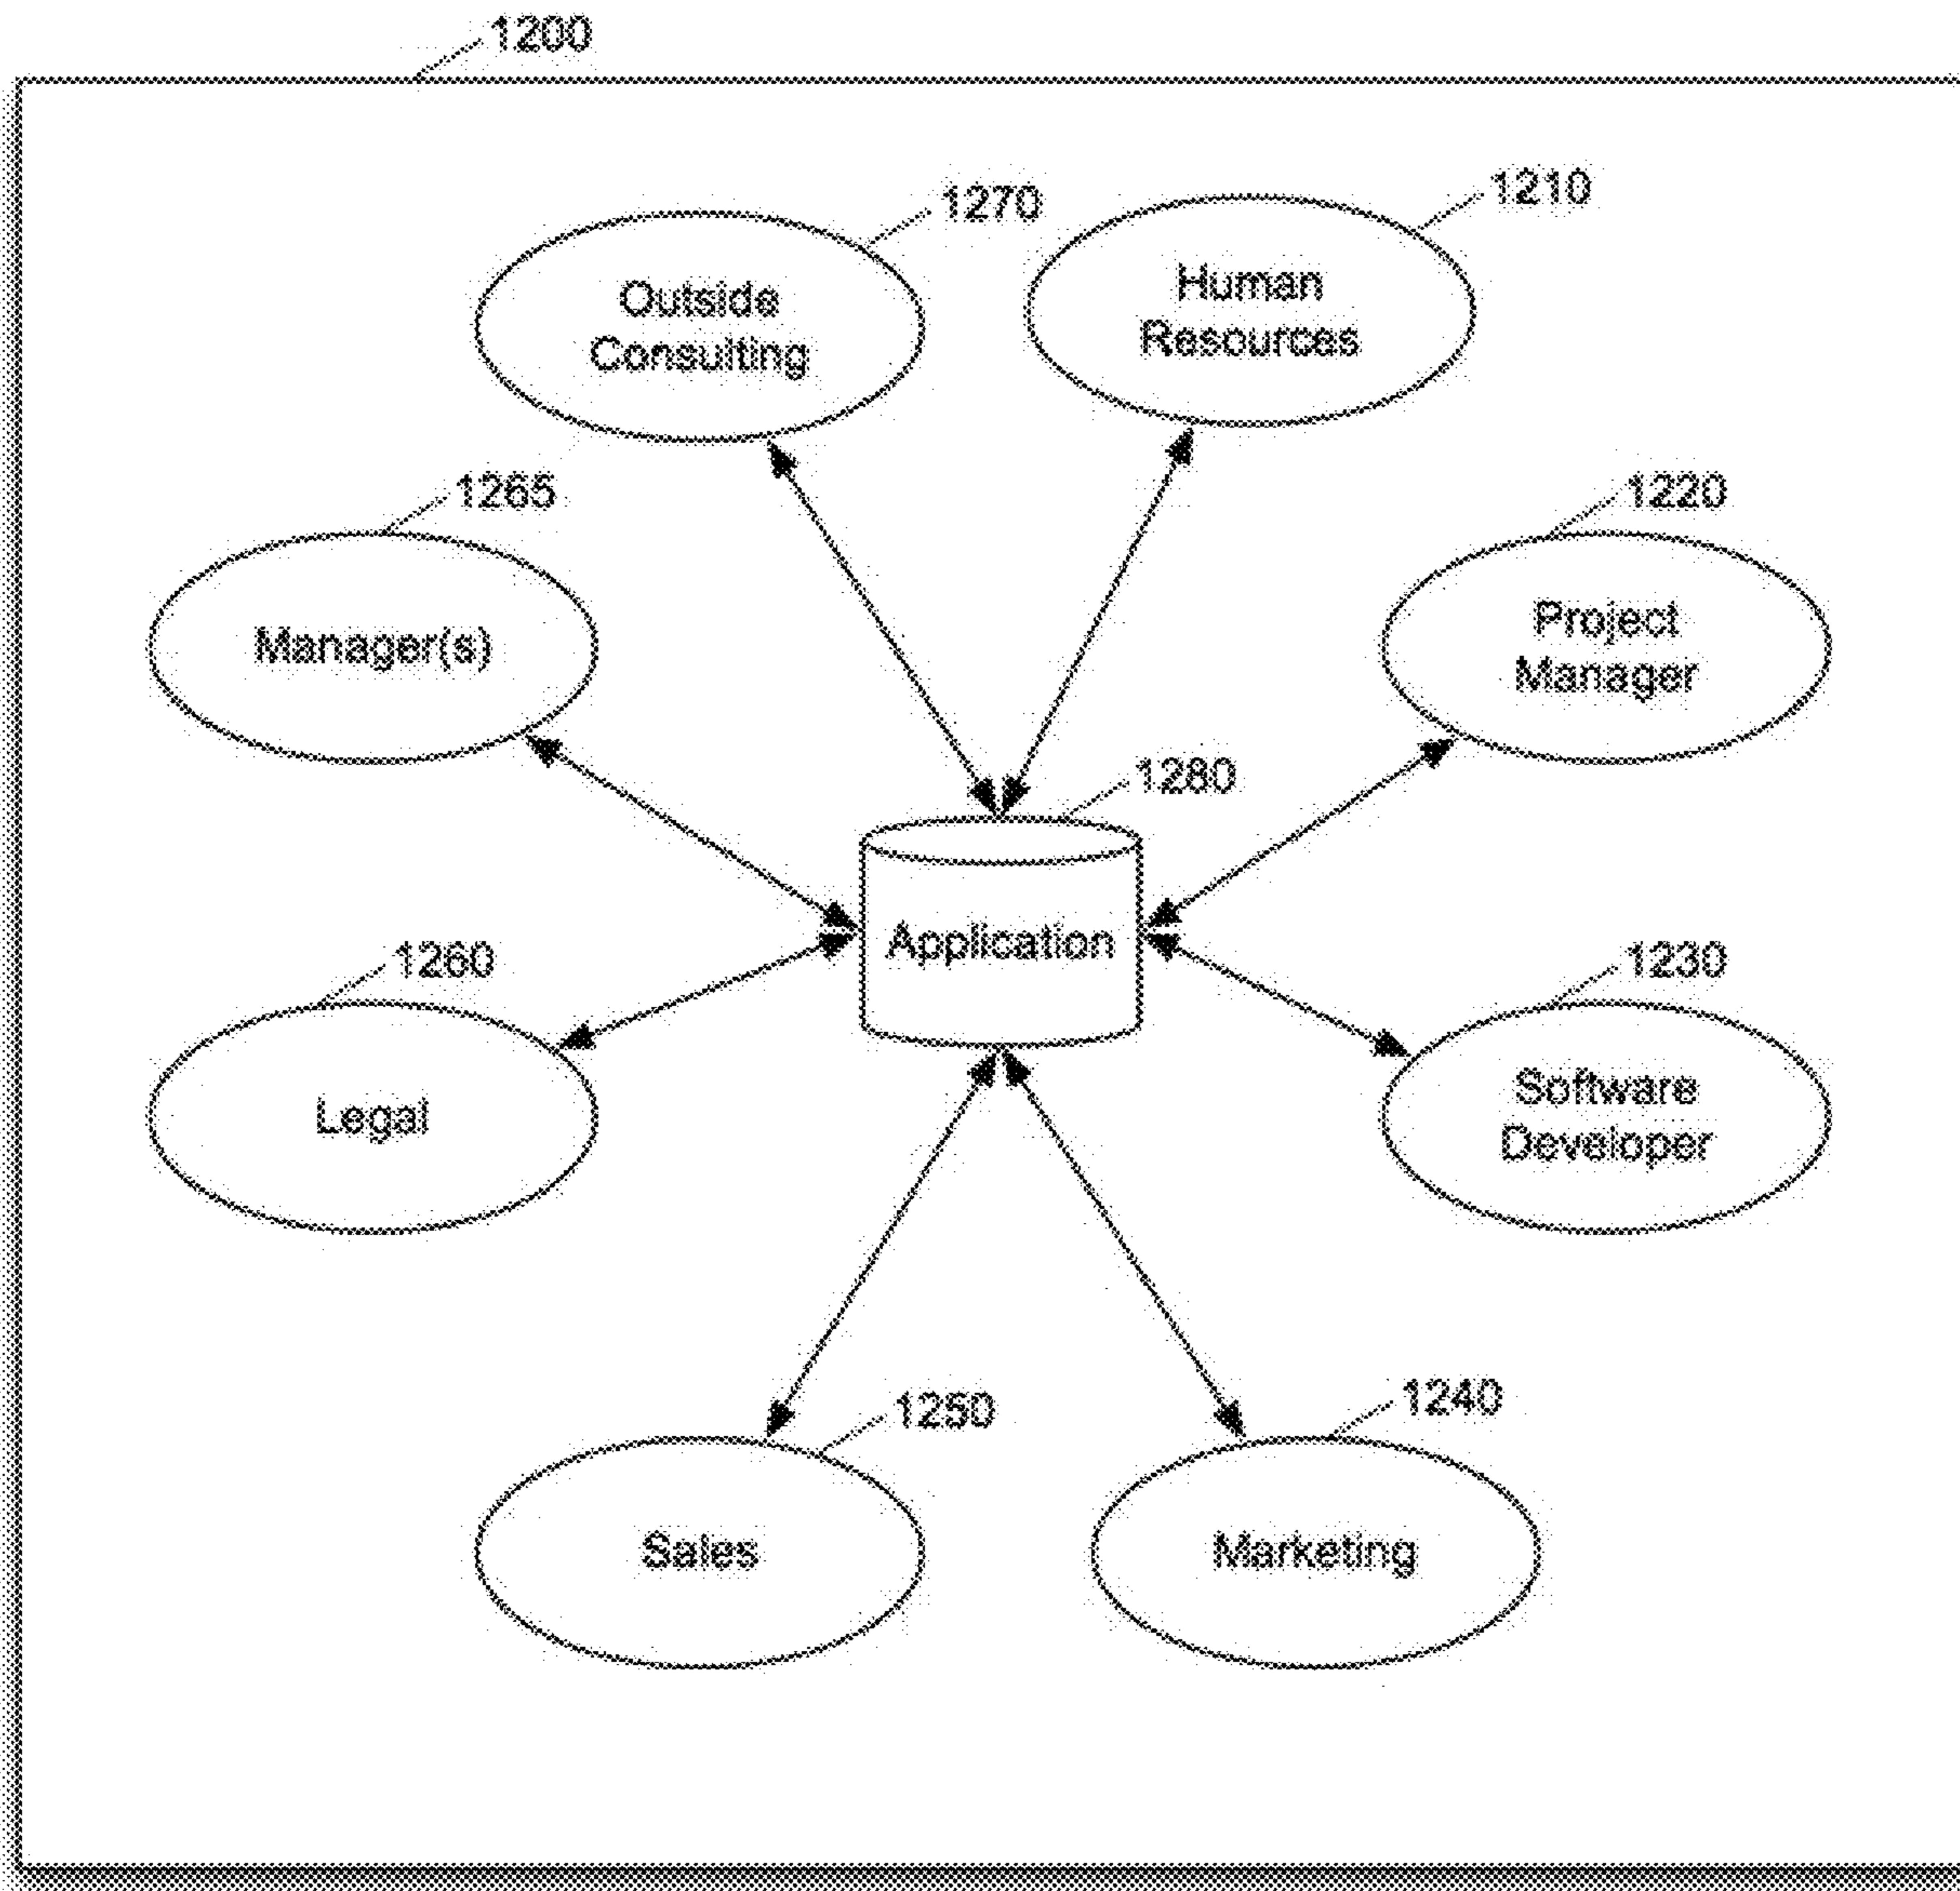 1200
1270
1210
Outside
Consulting
Human
Resources
1265
1220
Manager(s)
Project
Manager
1280
Application
1260
1230
Legal
Software
Developer
1250
1240
Sales
Marketing